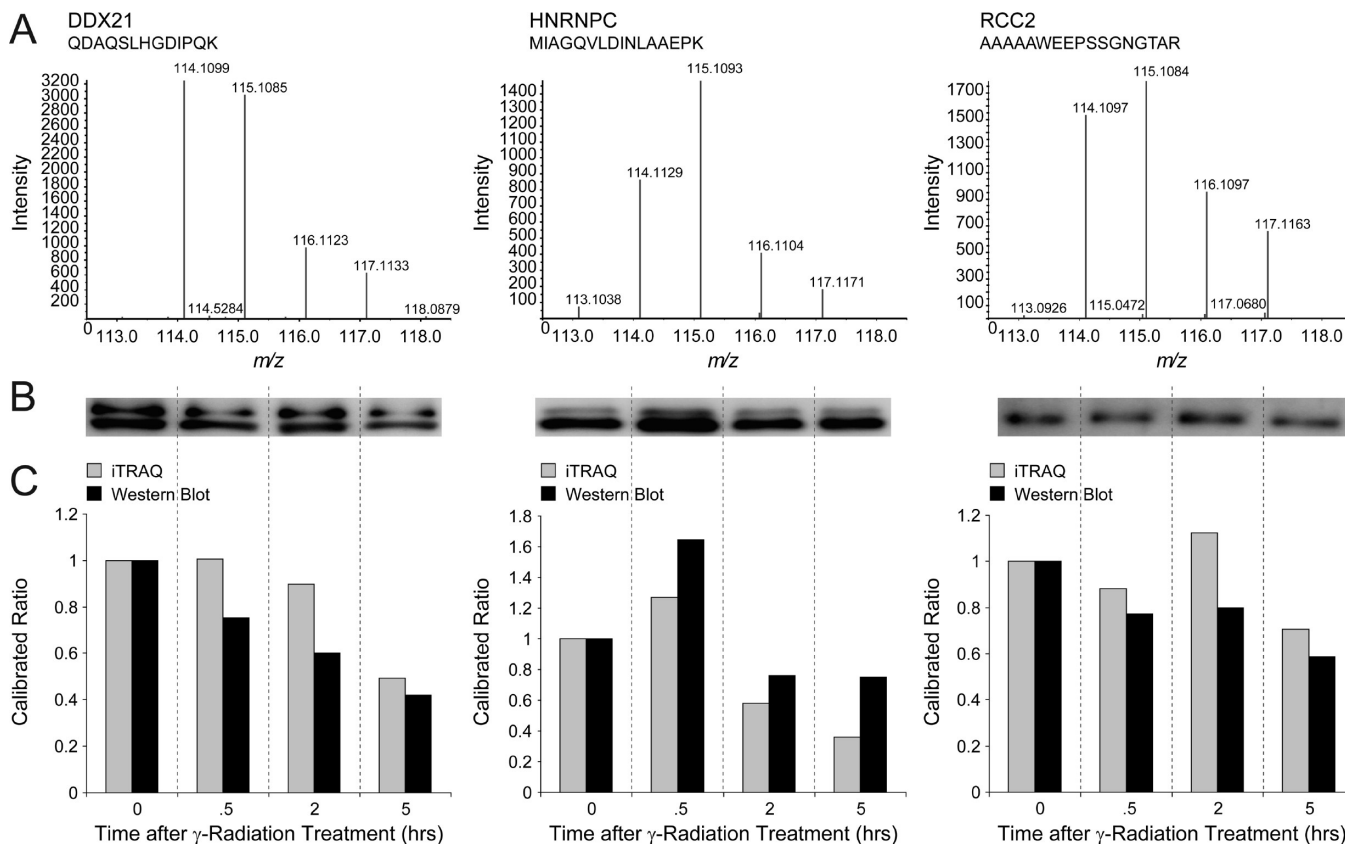 A
DDX21
QDAQSLHGDIPQK
Intensity
3200
3000
2800
2600
2400
2200
2000
1800
1600
1400
1200
1000
800
600
400
200
0
114.1099
115.1085
116.1123
117.1133
114.5284
118.0879
113.0 114.0 115.0 116.0 117.0 118.0
m/z
HNRNPC
MIAGQVLDINLAAEPK
Intensity
1400
1300
1200
1100
1000
900
800
700
600
500
400
300
200
100
0
115.1093
114.1129
116.1104
117.1171
113.1038
113.0 114.0 115.0 116.0 117.0 118.0
m/z
RCC2
AAAAAWEEPSSGNGTAR
Intensity
1700
1500
1300
1100
900
700
500
300
100
0
115.1084
114.1097
116.1097
117.1163
113.0926
115.0472
117.0680
113.0 114.0 115.0 116.0 117.0 118.0
m/z
B
C
iTRAQ
Western Blot
Calibrated Ratio
1.2
1
0.8
0.6
0.4
0.2
0
0 .5 2 5
Time after γ-Radiation Treatment (hrs)
iTRAQ
Western Blot
Calibrated Ratio
1.8
1.6
1.4
1.2
1
0.8
0.6
0.4
0.2
0
0 .5 2 5
Time after γ-Radiation Treatment (hrs)
iTRAQ
Western Blot
Calibrated Ratio
1.2
1
0.8
0.6
0.4
0.2
0
0 .5 2 5
Time after γ-Radiation Treatment (hrs)